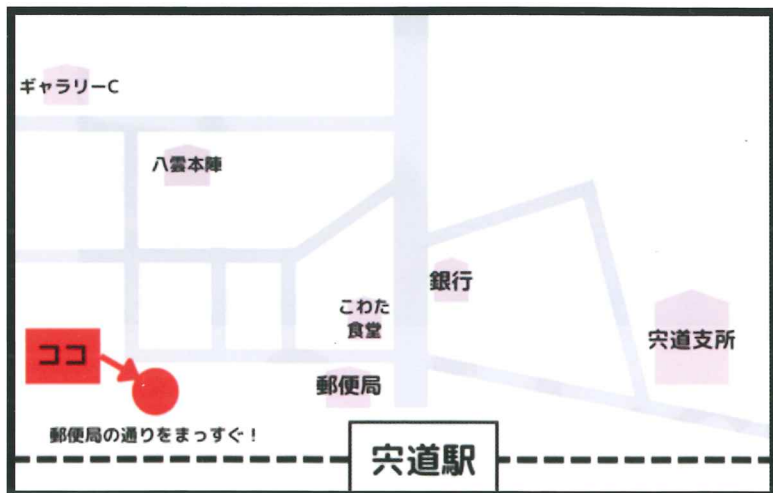 ギャラリーC
八雲本陣
銀行
こわた
食堂
宍道支所
ココ
郵便局
郵便局の通りをまっすぐ！
宍道駅